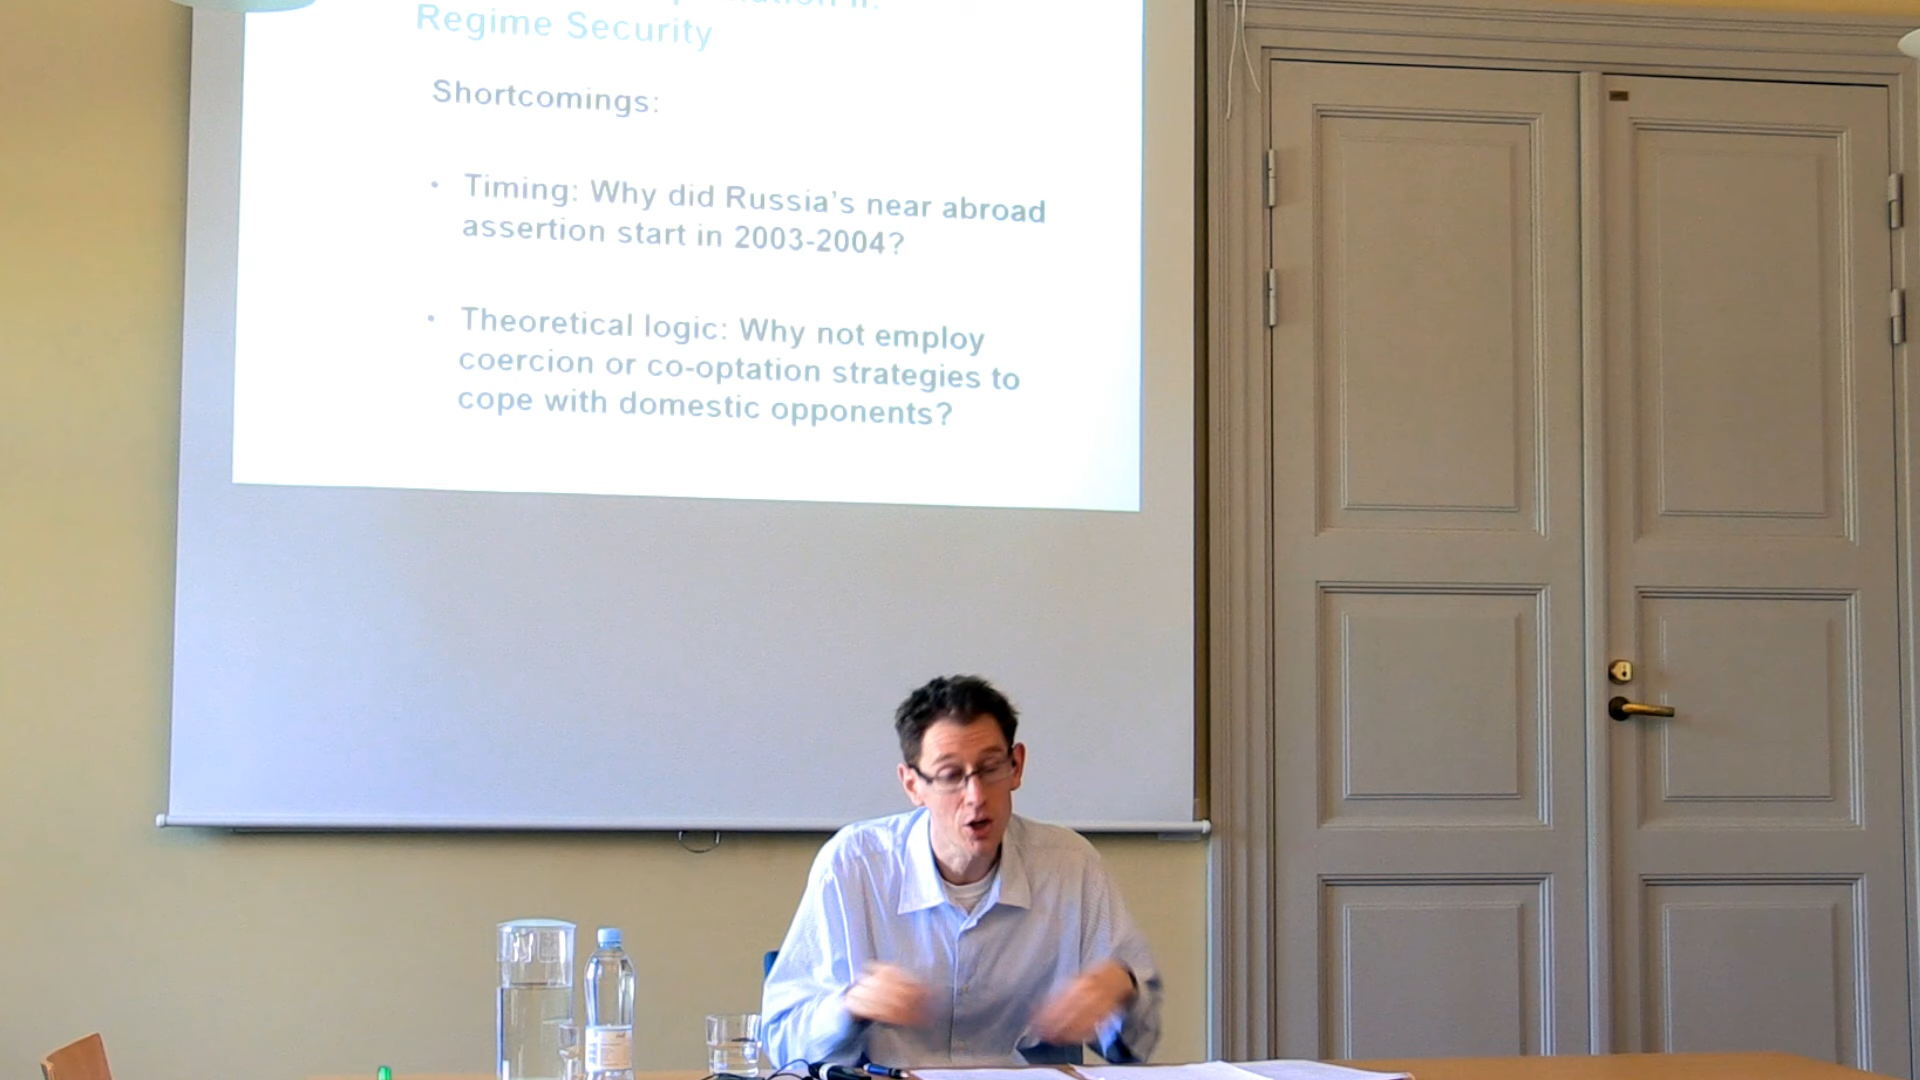 Regime Security
Shortcomings:
• Timing: Why did Russia's near abroad
assertion start in 2003-2004?
• Theoretical logic: Why not employ
coercion or co-optation strategies to
cope with domestic opponents?